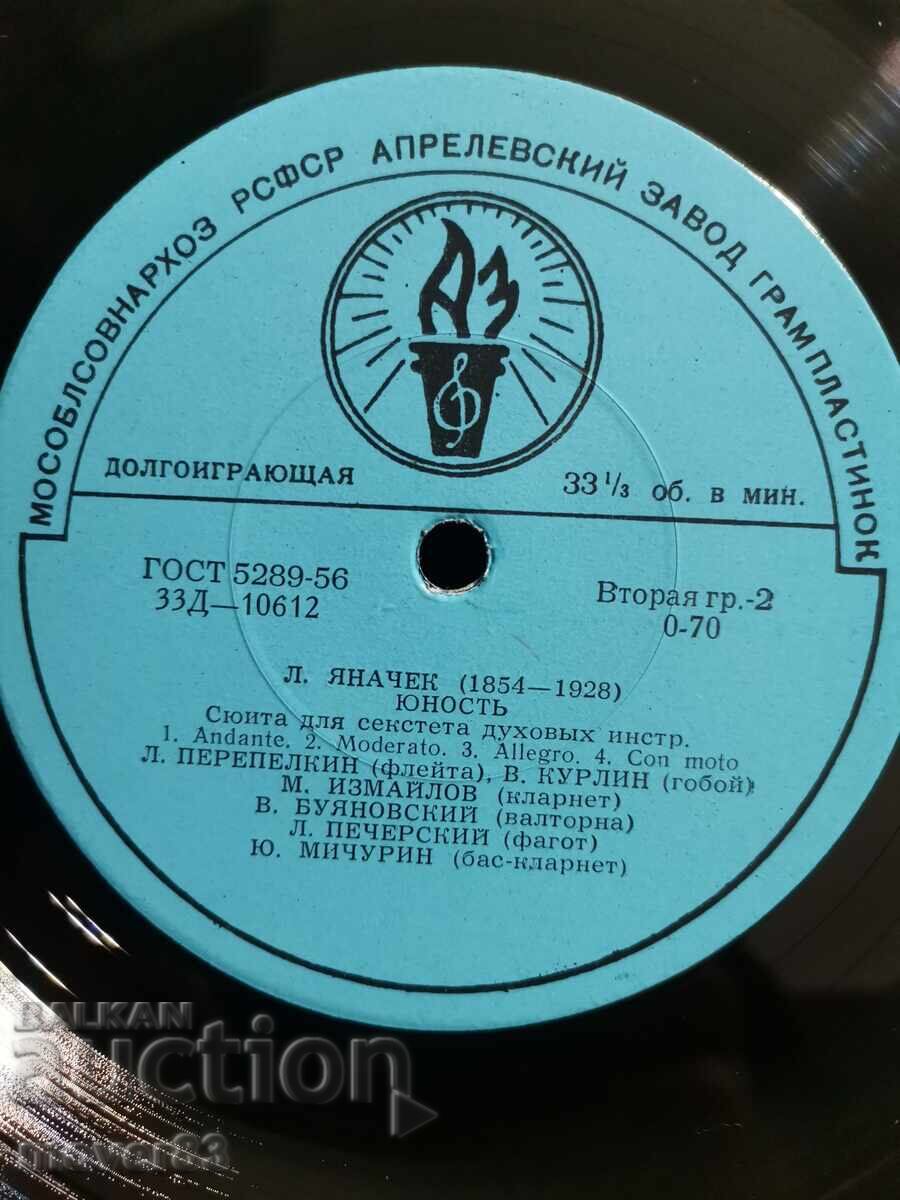 МОСОБЛСОВНАРХОЗ РСФСР АПРЕЛЕВСКИЙ ЗАВОД ГРАМПЛАСТИНОК
АЗ
ДОЛГОИГРАЮЩАЯ 33 1/3 об. в мин.
ГОСТ 5289-56 Вторая гр.-2
33Д—10612 0-70
Л. ЯНАЧЕК (1854—1928)
ЮНОСТЬ
Сюита для секстета духовых инстр.
1. Andante. 2. Moderato. 3. Allegro. 4. Con moto
Л. ПЕРЕПЕЛКИН (флейта), В. КУРЛИН (гобой)
М. ИЗМАЙЛОВ (кларнет)
В. БУЯНОВСКИЙ (валторна)
Л. ПЕЧЕРСКИЙ (фагот)
Ю. МИЧУРИН (бас-кларнет)
BALKAN
auction
mavar83